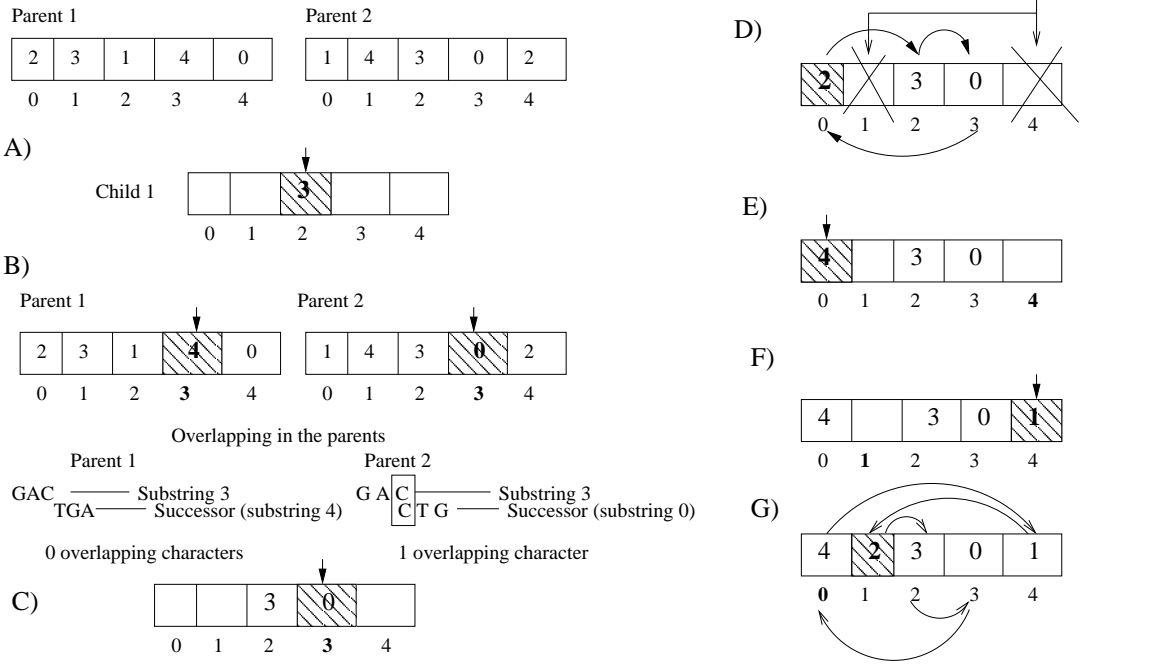 Parent 1
2 3 1 4 0
0 1 2 3 4
Parent 2
1 4 3 0 2
0 1 2 3 4
A)
Child 1
3
0 1 2 3 4
B)
Parent 1
2 3 1 4 0
0 1 2 3 4
Parent 2
1 4 3 0 2
0 1 2 3 4
Overlapping in the parents
Parent 1
GAC Substring 3
TGA Successor (substring 4)
0 overlapping characters
Parent 2
G A C Substring 3
C T G Successor (substring 0)
1 overlapping character
C)
3 0
0 1 2 3 4
D)
2 3 0
0 1 2 3 4
E)
4 3 0
0 1 2 3 4
F)
4 3 0 1
0 1 2 3 4
G)
4 2 3 0 1
0 1 2 3 4